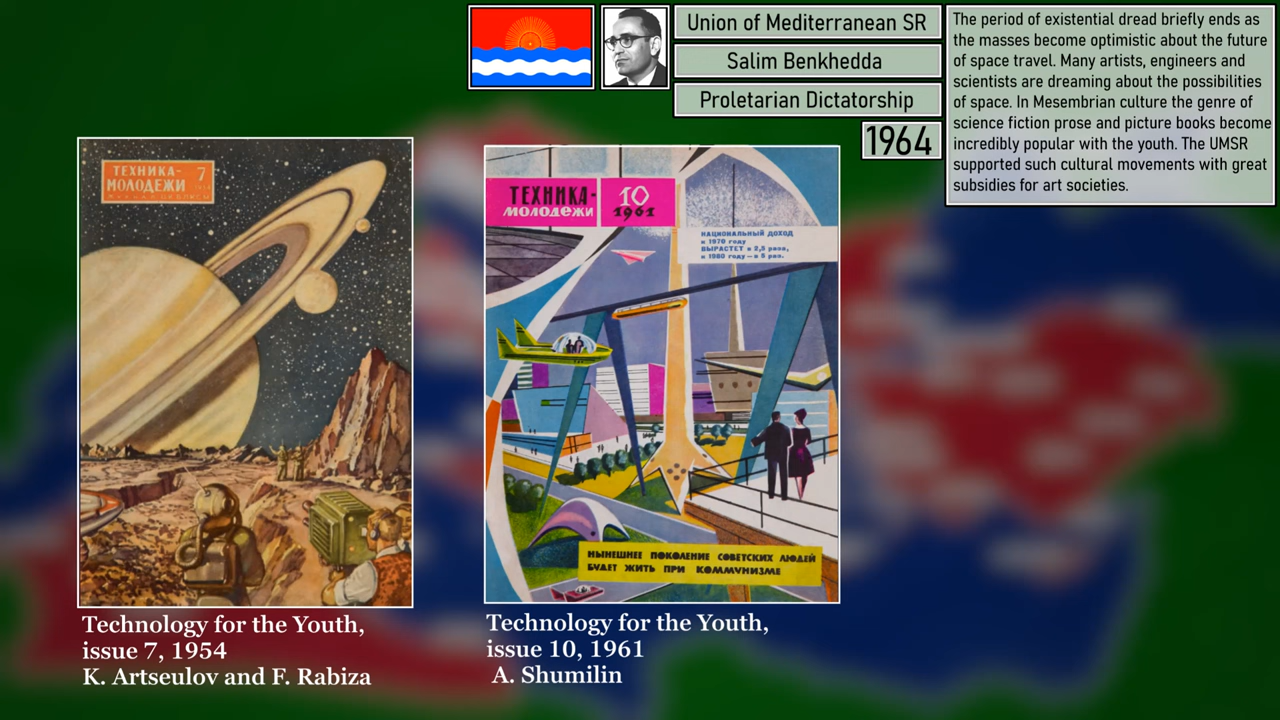 Union of Mediterranean SR
Salim Benkhedda
Proletarian Dictatorship
1964
The period of existential dread briefly ends as
the masses become optimistic about the future
of space travel. Many artists, engineers and
scientists are dreaming about the possibilities
of space. In Mesembrian culture the genre of
science fiction prose and picture books become
incredibly popular with the youth. The UMSR
supported such cultural movements with great
subsidies for art societies.
ТЕХНИКА-
МОЛОДЕЖИ 7
ТЕХНИКА-
МОЛОДЕЖИ
10
1961
НАЦИОНАЛЬНЫЙ ДОХОД
к 1970 году
ВЫРАСТЕТ в 2,5 раза,
к 1980 году — в 5 раз.
НЫНЕШНЕЕ ПОКОЛЕНИЕ СОВЕТСКИХ ЛЮДЕЙ
БУДЕТ ЖИТЬ ПРИ КОММУНИЗМЕ
Technology for the Youth,
issue 7, 1954
K. Artseulov and F. Rabiza
Technology for the Youth,
issue 10, 1961
A. Shumilin